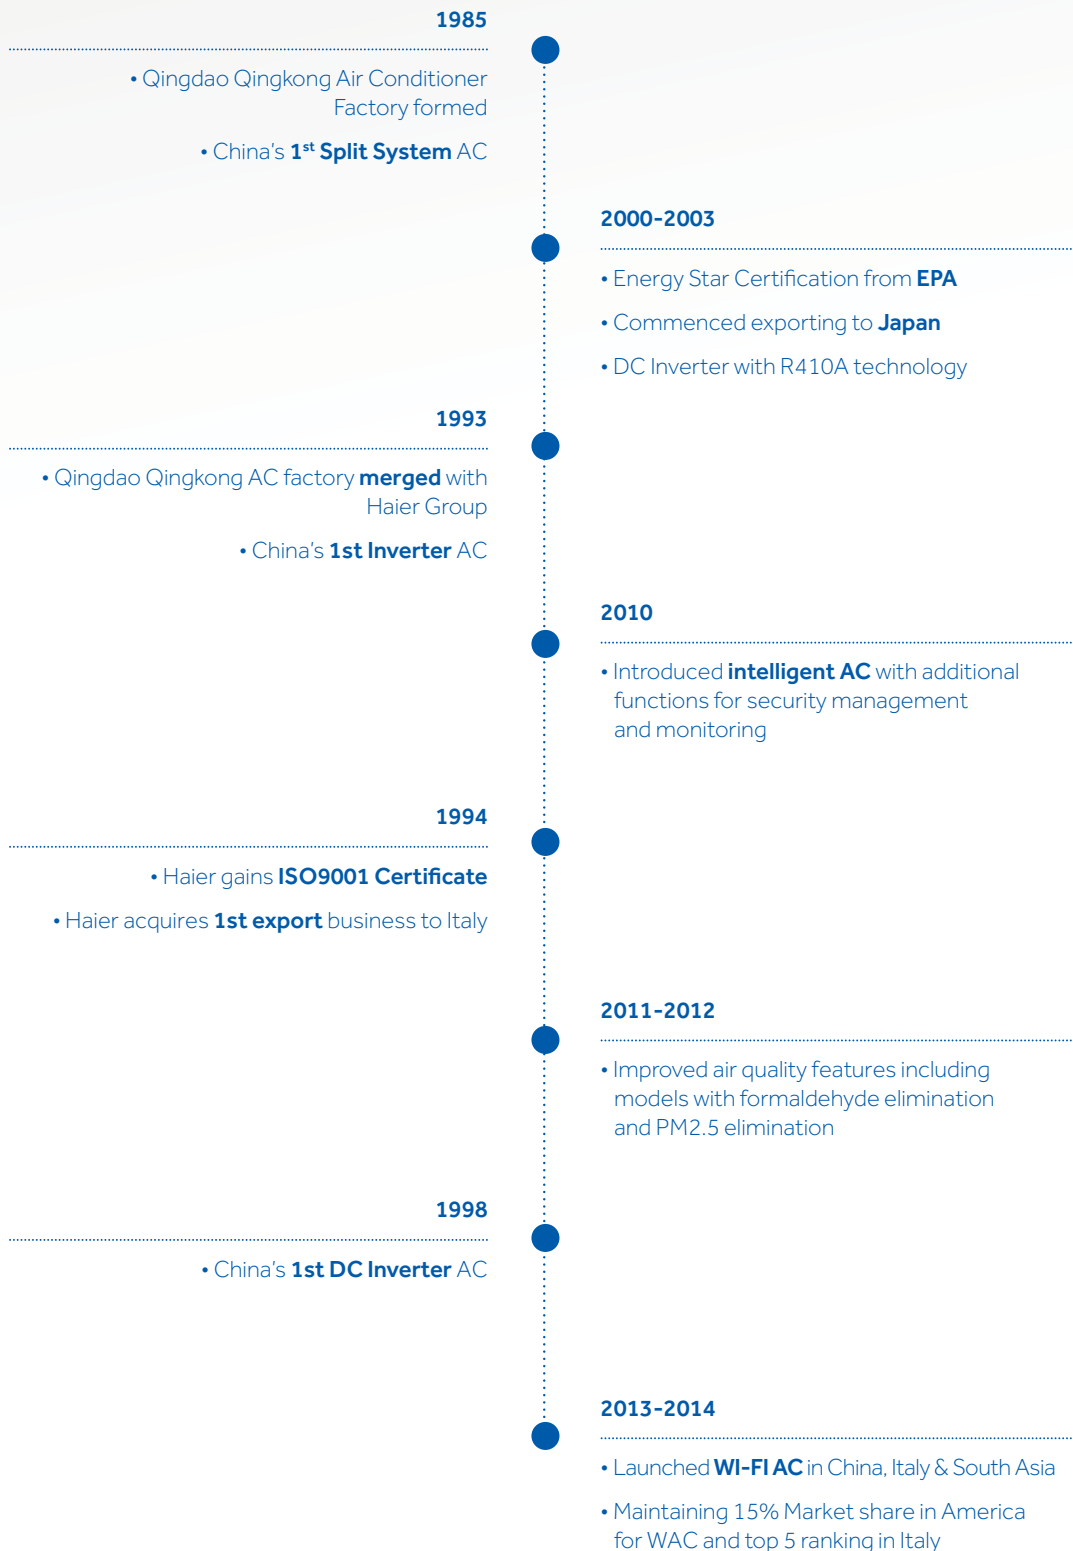 1985
• Qingdao Qingkong Air Conditioner
Factory formed
• China's 1st Split System AC
2000-2003
• Energy Star Certification from EPA
• Commenced exporting to Japan
• DC Inverter with R410A technology
1993
• Qingdao Qingkong AC factory merged with
Haier Group
• China's 1st Inverter AC
2010
• Introduced intelligent AC with additional
functions for security management
and monitoring
1994
• Haier gains ISO9001 Certificate
• Haier acquires 1st export business to Italy
2011-2012
• Improved air quality features including
models with formaldehyde elimination
and PM2.5 elimination
1998
• China's 1st DC Inverter AC
2013-2014
• Launched WI-FI AC in China, Italy & South Asia
• Maintaining 15% Market share in America
for WAC and top 5 ranking in Italy